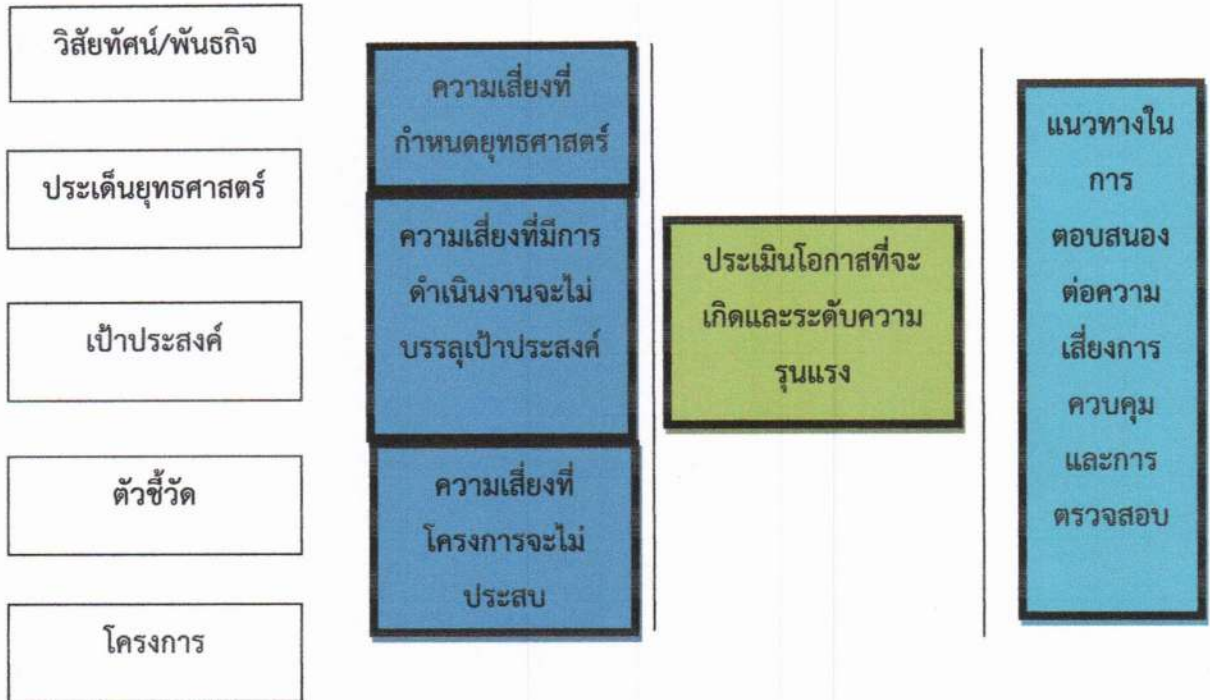 วิสัยทัศน์/พันธกิจ
ประเด็นยุทธศาสตร์
เป้าประสงค์
ตัวชี้วัด
โครงการ
ความเสี่ยงที่
กำหนดยุทธศาสตร์
ความเสี่ยงที่มีการ
ดำเนินงานจะไม่
บรรลุเป้าประสงค์
ความเสี่ยงที่
โครงการจะไม่
ประสบ
ประเมินโอกาสที่จะ
เกิดและระดับความ
รุนแรง
แนวทางใน
การ
ตอบสนอง
ต่อความ
เสี่ยงการ
ควบคุม
และการ
ตรวจสอบ